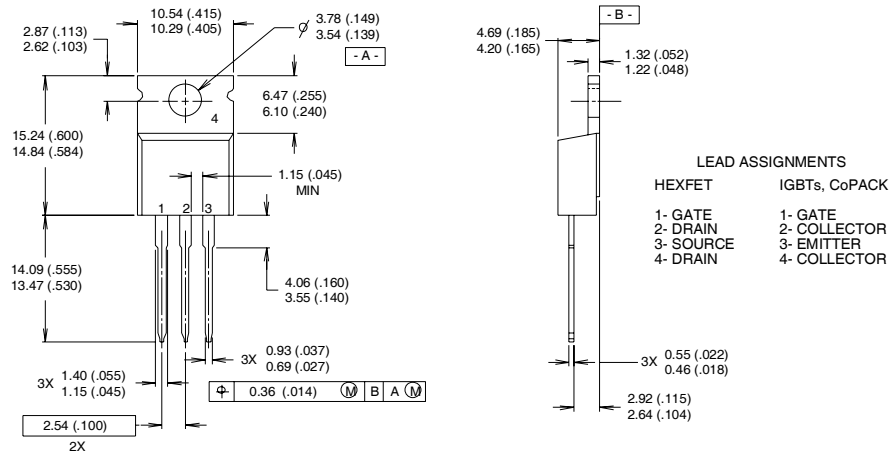 10.54 (.415)
10.29 (.405)
2.87 (.113)
2.62 (.103)
ø 3.78 (.149)
3.54 (.139)
- A -
6.47 (.255)
6.10 (.240)
4
15.24 (.600)
14.84 (.584)
1.15 (.045)
MIN
1 2 3
14.09 (.555)
13.47 (.530)
4.06 (.160)
3.55 (.140)
3X 0.93 (.037)
0.69 (.027)
3X 1.40 (.055)
1.15 (.045)
⌖ 0.36 (.014) Ⓜ B A Ⓜ
2.54 (.100)
2X
- B -
4.69 (.185)
4.20 (.165)
1.32 (.052)
1.22 (.048)
3X 0.55 (.022)
0.46 (.018)
2.92 (.115)
2.64 (.104)
LEAD ASSIGNMENTS
HEXFET IGBTs, CoPACK
1- GATE 1- GATE
2- DRAIN 2- COLLECTOR
3- SOURCE 3- EMITTER
4- DRAIN 4- COLLECTOR